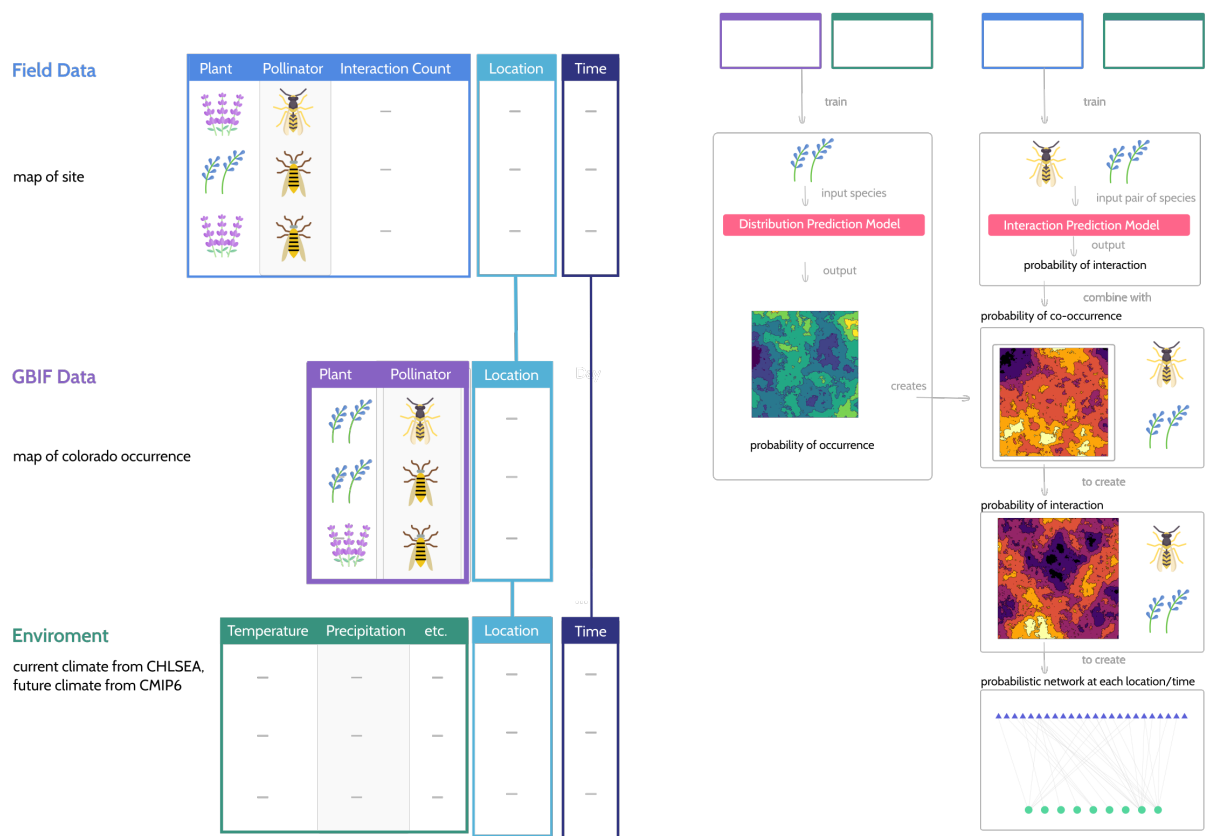 Field Data
Plant Pollinator Interaction Count Location Time
map of site
GBIF Data
Plant Pollinator Location
map of colorado occurrence
Enviroment
Temperature Precipitation etc. Location Time
current climate from CHLSEA,
future climate from CMIP6
train
input species
Distribution Prediction Model
output
probability of occurrence
creates
train
input pair of species
Interaction Prediction Model
output
probability of interaction
combine with
probability of co-occurrence
to create
probability of interaction
to create
probabilistic network at each location/time